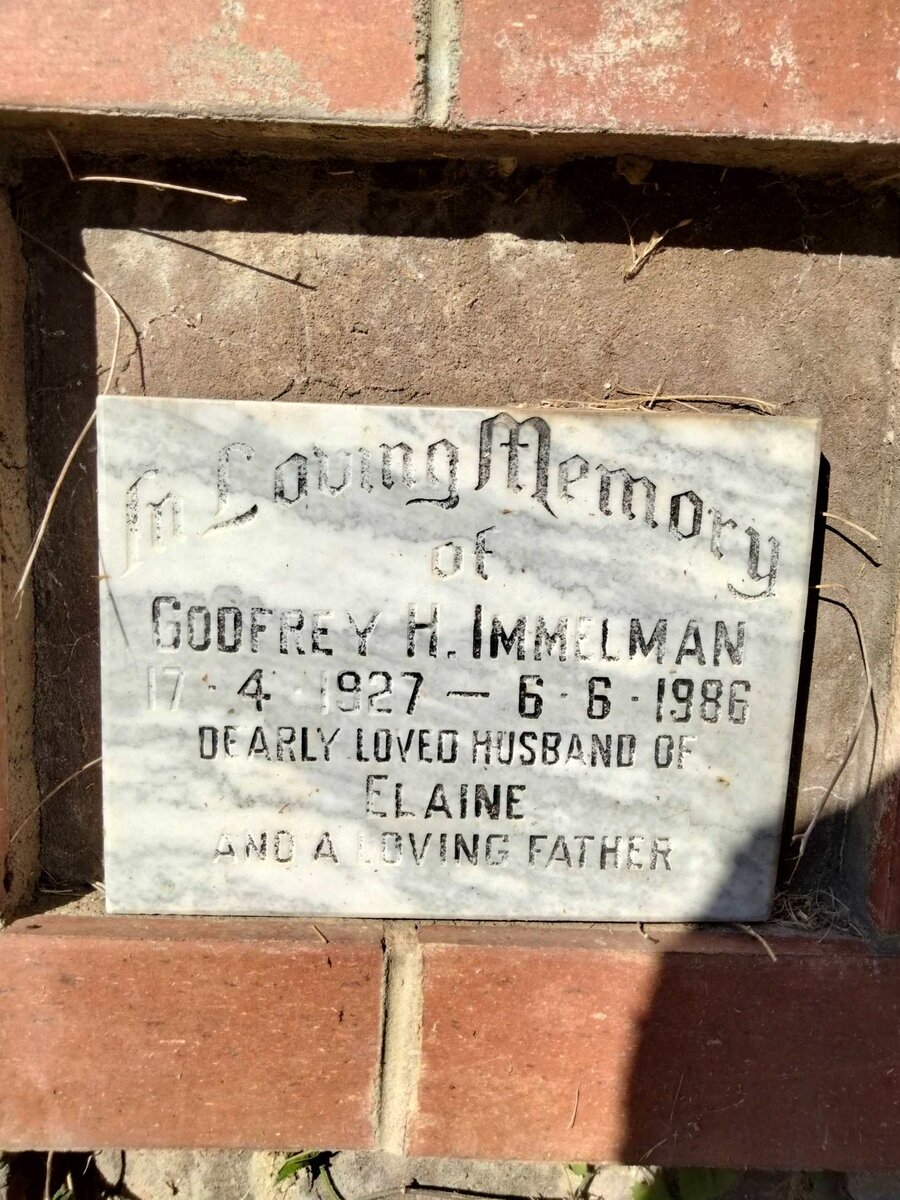 In Loving Memory
of
GODFREY H. IMMELMAN
17 · 4 · 1927 — 6 · 6 · 1986
DEARLY LOVED HUSBAND OF
ELAINE
AND A LOVING FATHER